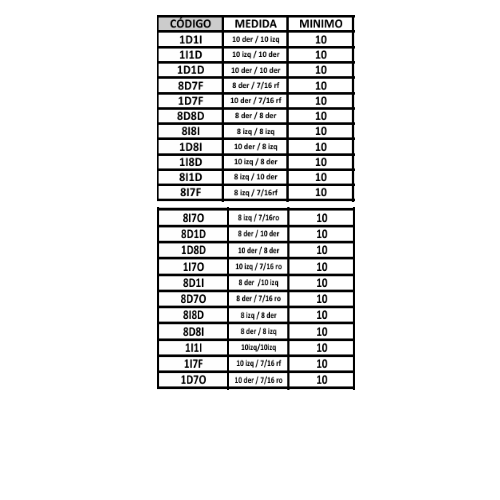 CÓDIGO MEDIDA MINIMO
1D1I 10 der / 10 izq 10
1I1D 10 izq / 10 der 10
1D1D 10 der / 10 der 10
8D7F 8 der / 7/16 rf 10
1D7F 10 der / 7/16 rf 10
8D8D 8 der / 8 der 10
8I8I 8 izq / 8 izq 10
1D8I 10 der / 8 izq 10
1I8D 10 izq / 8 der 10
8I1D 8 izq / 10 der 10
8I7F 8 izq / 7/16rf 10
8I7O 8 izq / 7/16ro 10
8D1D 8 der / 10 der 10
1D8D 10 der / 8 der 10
1I7O 10 izq / 7/16 ro 10
8D1I 8 der /10 izq 10
8D7O 8 der / 7/16 ro 10
8I8D 8 izq / 8 der 10
8D8I 8 der / 8 izq 10
1I1I 10izq/10izq 10
1I7F 10 izq / 7/16 rf 10
1D7O 10 der / 7/16 ro 10